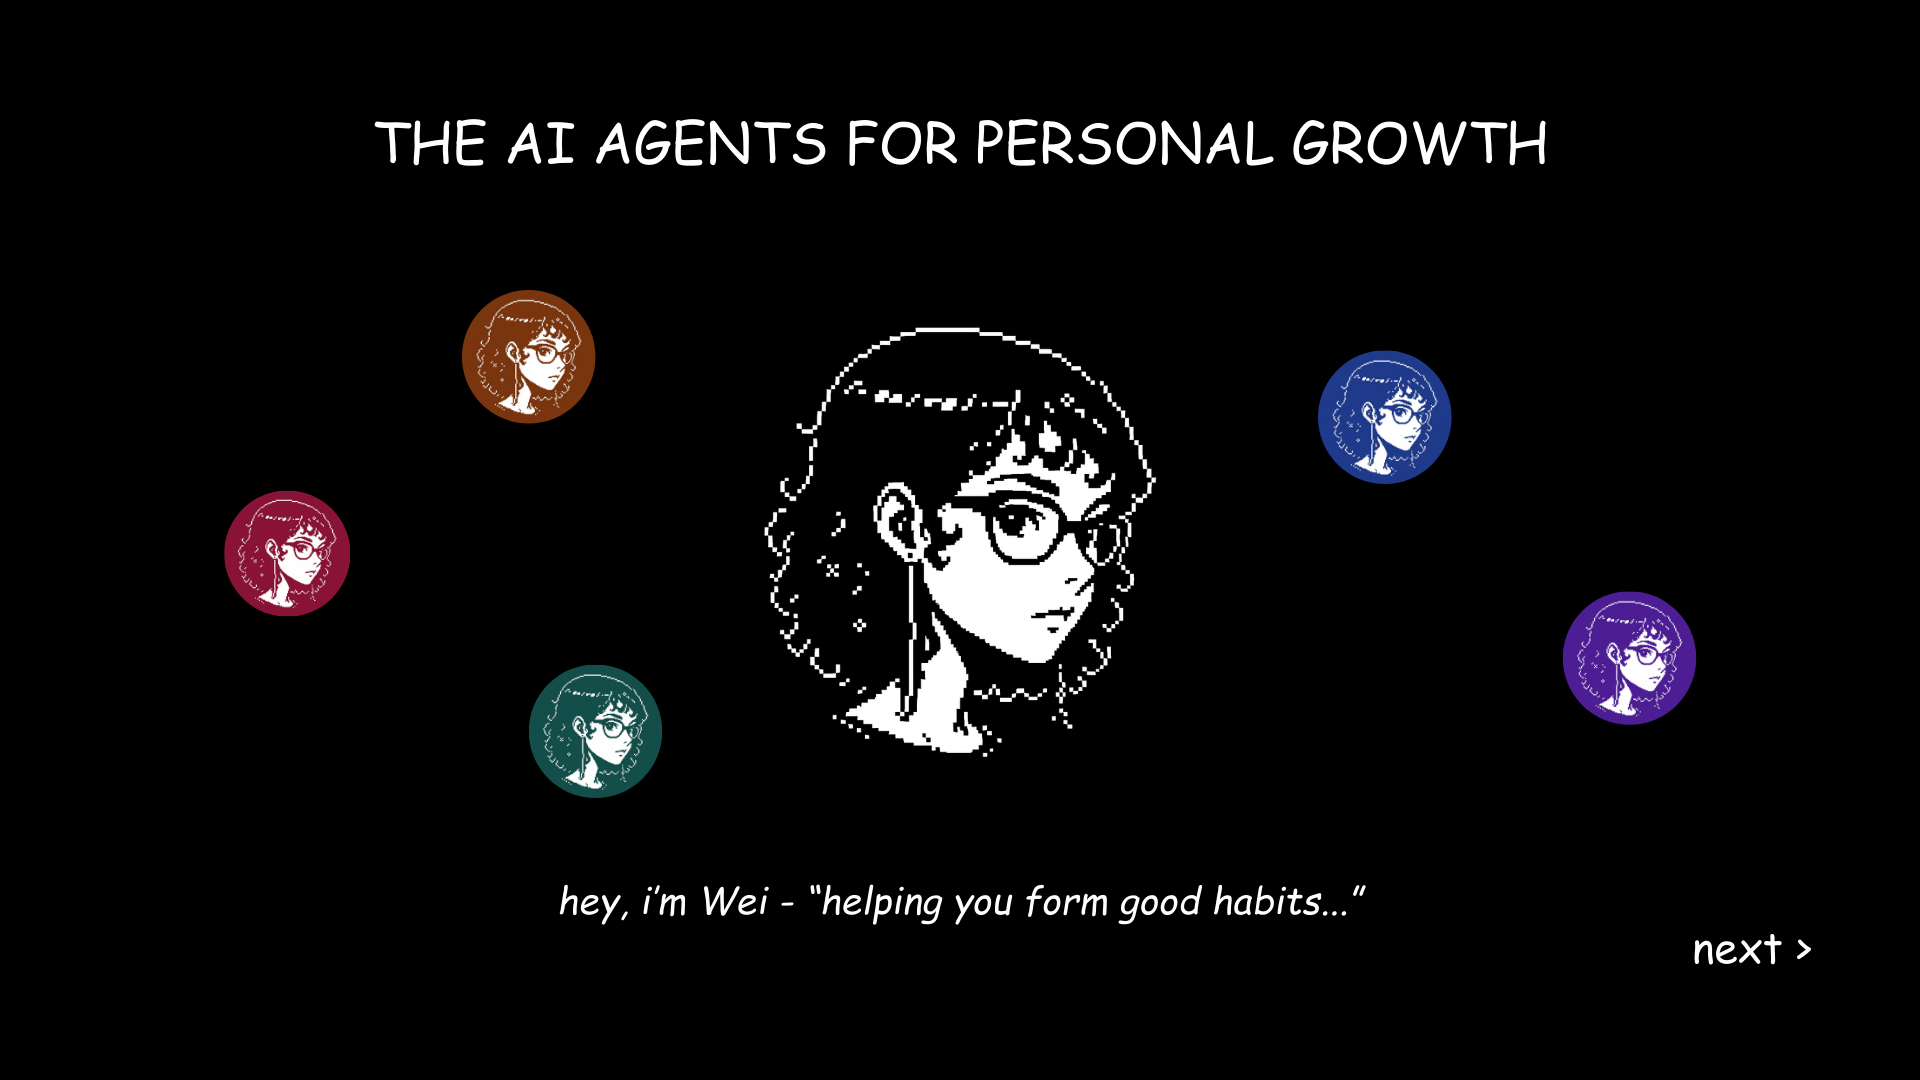 THE AI AGENTS FOR PERSONAL GROWTH
hey, i'm Wei - “helping you form good habits...”
next >